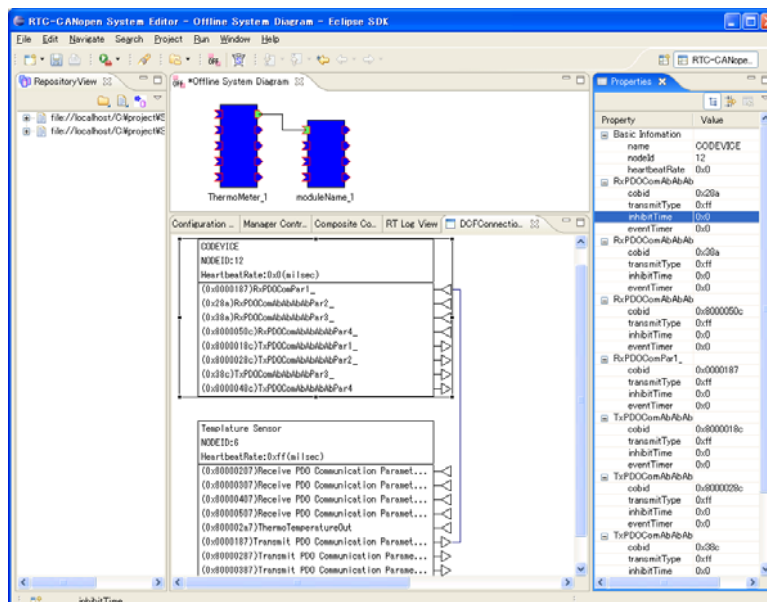 RTC-CANopen System Editor - Offline System Diagram - Eclipse SDK
File Edit Navigate Search Project Run Window Help
RTC-CANope..
RepositoryView
*Offline System Diagram
Properties
file://localhost/C:¥project¥S
file://localhost/C:¥project¥S
ThermoMeter_1
moduleName_1
Configuration ..
Manager Contr..
Composite Co..
RT Log View
DCFConnectio..
CODEVICE
NODEID:12
HeartbeatRate:0x0(milsec)
(0x0000187)RxPDOComPar1_
(0x28a)RxPDOComAbAbAbAbPar2_
(0x38a)RxPDOComAbAbAbAbPar3_
(0x8000050c)RxPDOComAbAbAbAbPar4_
(0x8000018c)TxPDOComAbAbAbAbPar1_
(0x8000028c)TxPDOComAbAbAbAbPar2_
(0x38c)TxPDOComAbAbAbAbPar3_
(0x8000048c)TxPDOComAbAbAbAbPar4
Templature Sensor
NODEID:6
HeartbeatRate:0xff(milsec)
(0x80000207)Receive PDO Communication Paramet...
(0x80000307)Receive PDO Communication Paramet...
(0x80000407)Receive PDO Communication Paramet...
(0x80000507)Receive PDO Communication Paramet...
(0x800002a7)ThermoTemperatureOut
(0x0000187)Transmit PDO Communication Parame...
(0x80000287)Transmit PDO Communication Parame...
(0x80000387)Transmit PDO Communication Parame...
Property Value
Basic Infomation
name CODEVICE
nodeId 12
heartbeatRate 0x0
RxPDOComAbAbAb
cobid 0x28a
transmitType 0xff
inhibitTime 0x0
eventTimer 0x0
RxPDOComAbAbAb
cobid 0x38a
transmitType 0xff
inhibitTime 0x0
eventTimer 0x0
RxPDOComAbAbAb
cobid 0x8000050c
transmitType 0xff
inhibitTime 0x0
eventTimer 0x0
RxPDOComPar1_
cobid 0x0000187
transmitType 0xff
inhibitTime 0x0
eventTimer 0x0
TxPDOComAbAbAb
cobid 0x8000018c
transmitType 0xff
inhibitTime 0x0
eventTimer 0x0
TxPDOComAbAbAb
cobid 0x8000028c
transmitType 0xff
inhibitTime 0x0
eventTimer 0x0
TxPDOComAbAbAb
cobid 0x38c
transmitType 0xff
inhibitTime 0x0
inhibitTime